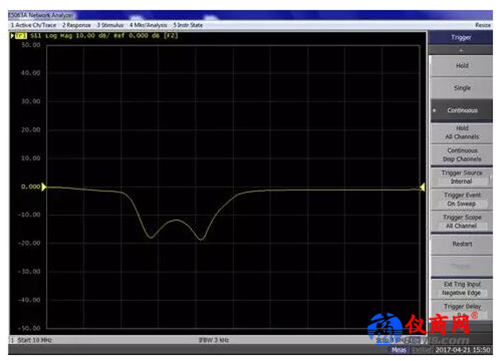 E5063A Network Analyzer
1 Active Ch/Trace 2 Response 3 Stimulus 4 Mkr/Analysis 5 Instr State
Resize
Tr1 S11 Log Mag 10.00 dB/ Ref 0.000 dB [F2]
50.00
40.00
30.00
20.00
10.00
0.000
-10.00
-20.00
-30.00
-40.00
-50.00
1 Start 10 MHz
IFBW 3 kHz
Trigger
Hold
Single
Continuous
Hold
All Channels
Continuous
Disp Channels
Trigger Source
Internal
Trigger Event
On Sweep
Trigger Scope
All Channel
Restart
Trigger
Ext Trig Input
Negative Edge
Trigger Delay
仪商网®
Meas
2017-04-21 15:50